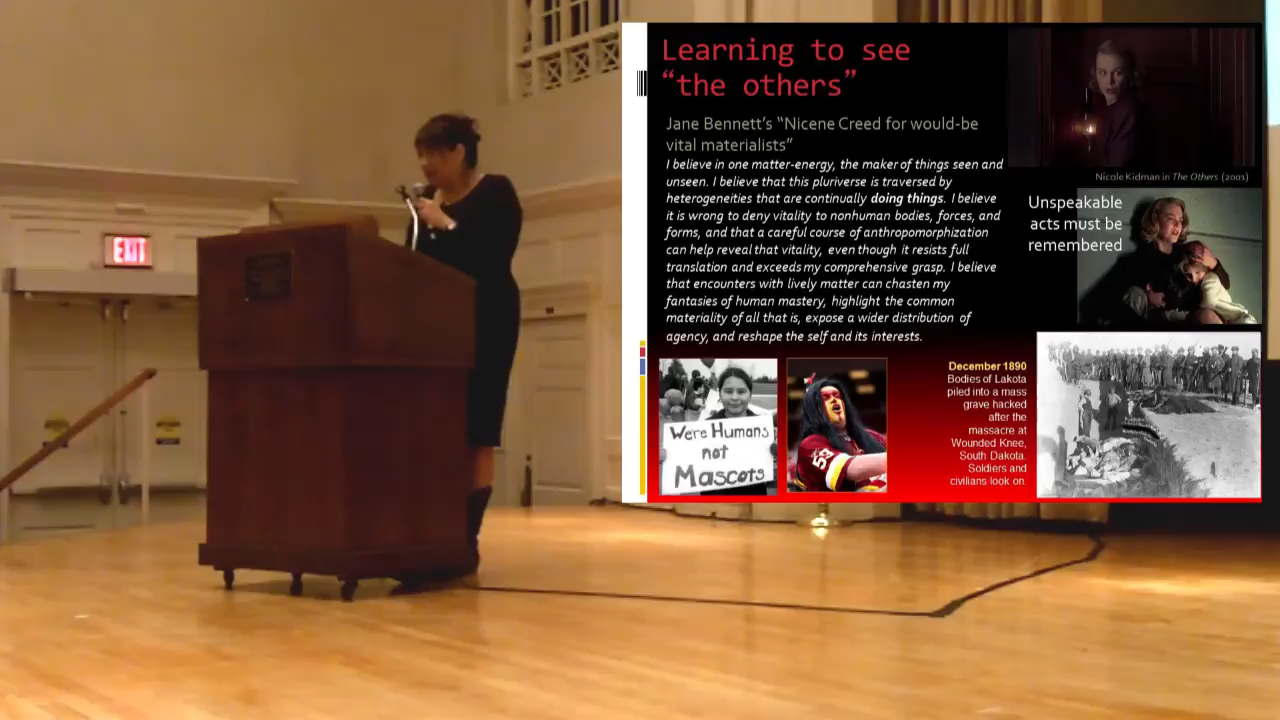 EXIT
Learning to see
“the others”
Jane Bennett’s “Nicene Creed for would-be
vital materialists”
I believe in one matter-energy, the maker of things seen and
unseen. I believe that this pluriverse is traversed by
heterogeneities that are continually doing things. I believe
it is wrong to deny vitality to nonhuman bodies, forces, and
forms, and that a careful course of anthropomorphization
can help reveal that vitality, even though it resists full
translation and exceeds my comprehensive grasp. I believe
that encounters with lively matter can chasten my
fantasies of human mastery, highlight the common
materiality of all that is, expose a wider distribution of
agency, and reshape the self and its interests.
Nicole Kidman in The Others (2001)
Unspeakable
acts must be
remembered
Were Humans
not
Mascots
59
December 1890
Bodies of Lakota
piled into a mass
grave hacked
after the
massacre at
Wounded Knee,
South Dakota.
Soldiers and
civilians look on.